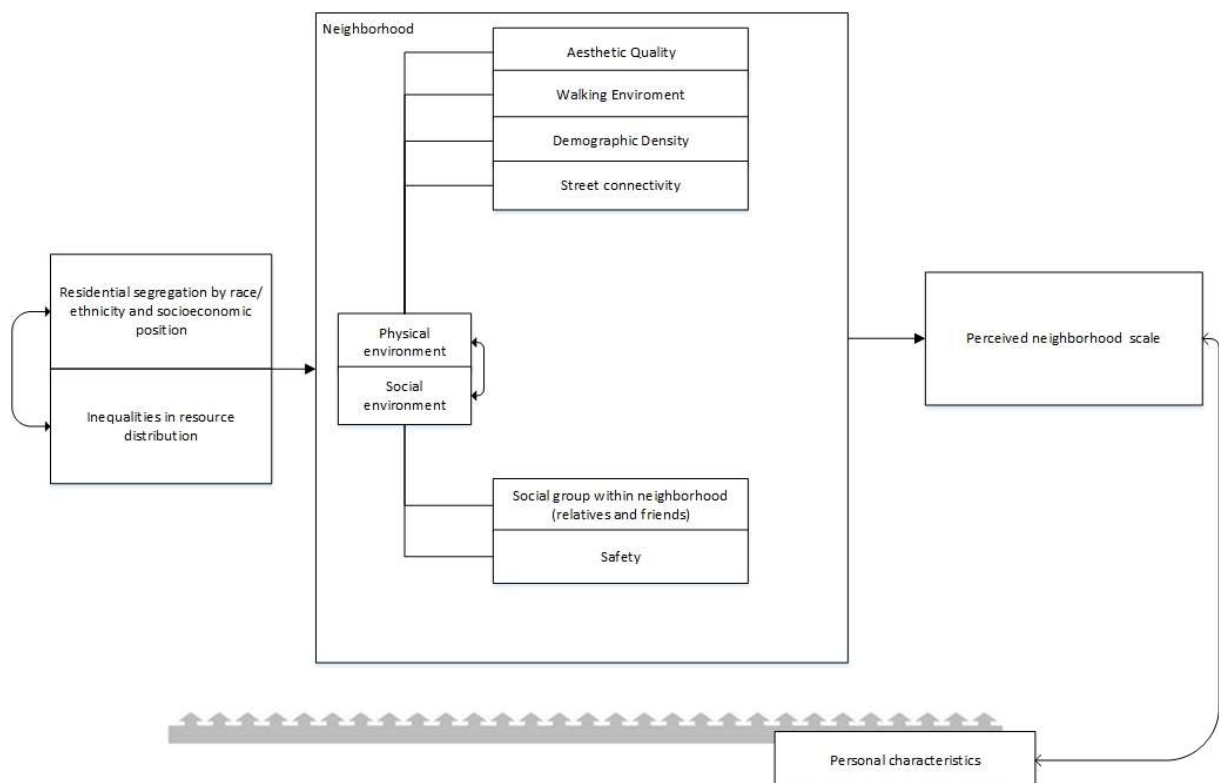 Neighborhood
Aesthetic Quality
Walking Enviroment
Demographic Density
Street connectivity
Residential segregation by race/
ethnicity and socioeconomic
position
Inequalities in resource
distribution
Physical
environment
Social
environment
Social group within neighborhood
(relatives and friends)
Safety
Perceived neighborhood scale
Personal characteristics